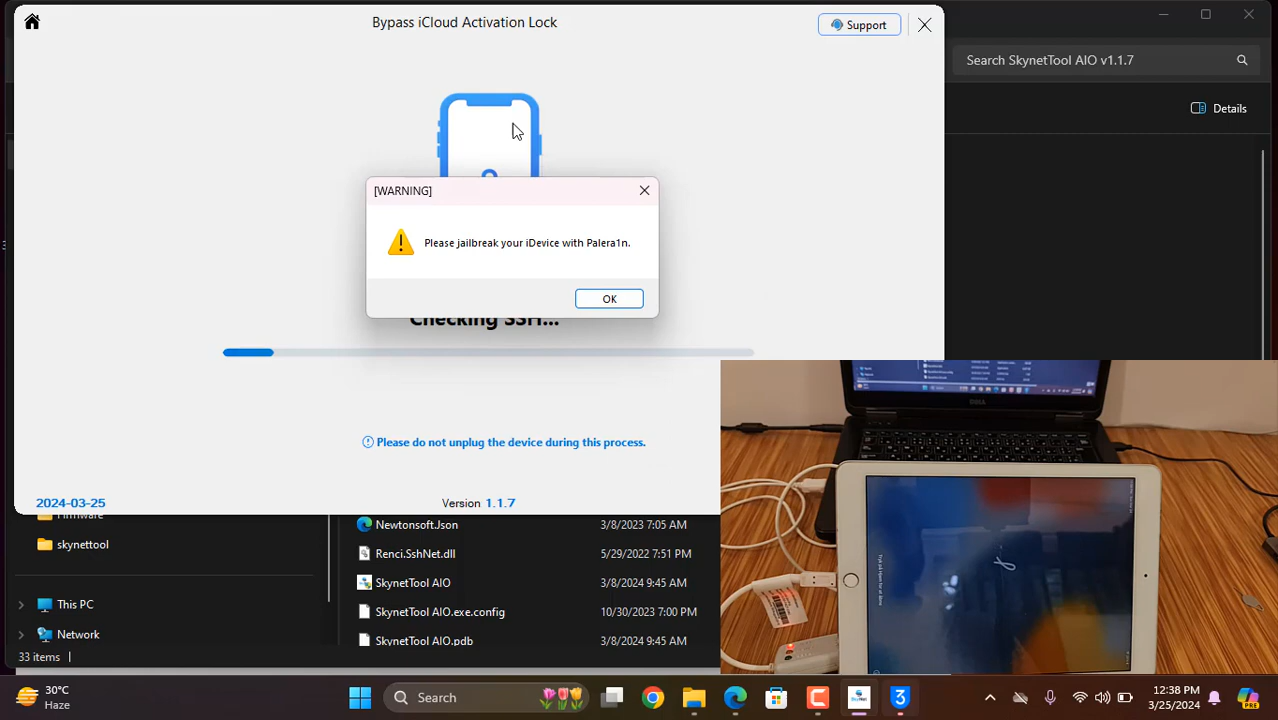 Bypass iCloud Activation Lock
Support
Search SkynetTool AIO v1.1.7
Details
[WARNING]
Please jailbreak your iDevice with Palera1n.
OK
Checking SSH...
Please do not unplug the device during this process.
2024-03-25
Version 1.1.7
Firmware
skynettool
This PC
Network
33 items
Newtonsoft.Json 3/8/2023 7:05 AM
Renci.SshNet.dll 5/29/2022 7:51 PM
SkynetTool AIO 3/8/2024 9:45 AM
SkynetTool AIO.exe.config 10/30/2023 7:00 PM
SkynetTool AIO.pdb 3/8/2024 9:45 AM
DELL
30°C
Haze
Search
3
PRE
12:38 PM
3/25/2024